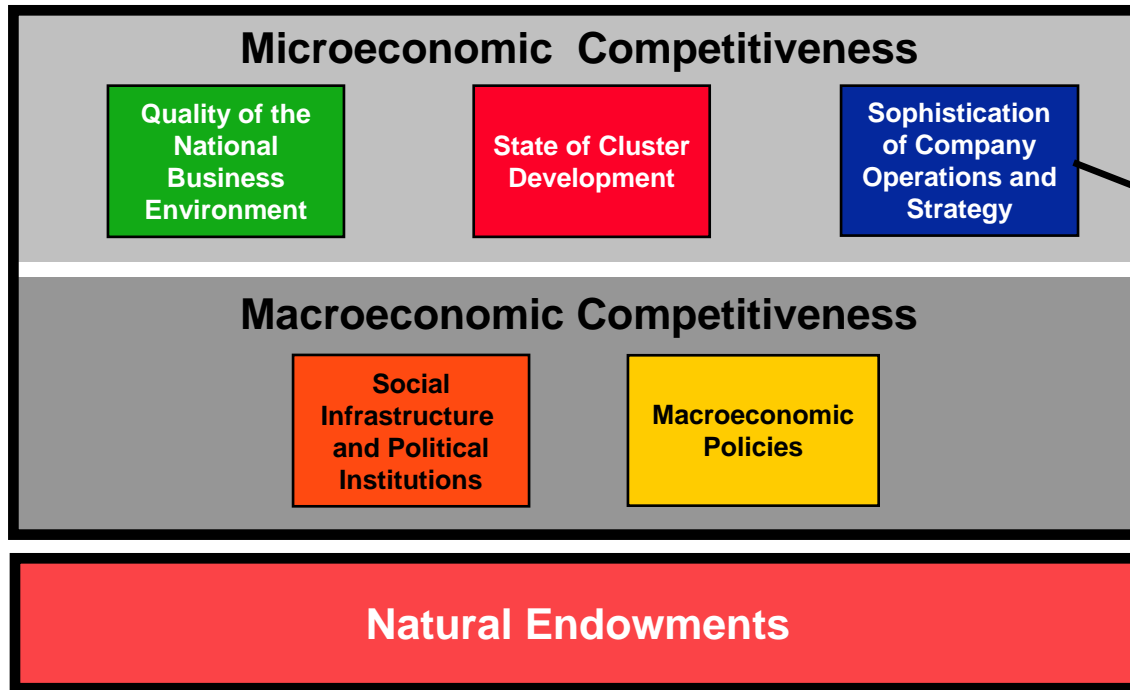 Microeconomic Competitiveness
Quality of the
National
Business
Environment
State of Cluster
Development
Sophistication
of Company
Operations and
Strategy
Macroeconomic Competitiveness
Social
Infrastructure
and Political
Institutions
Macroeconomic
Policies
Natural Endowments